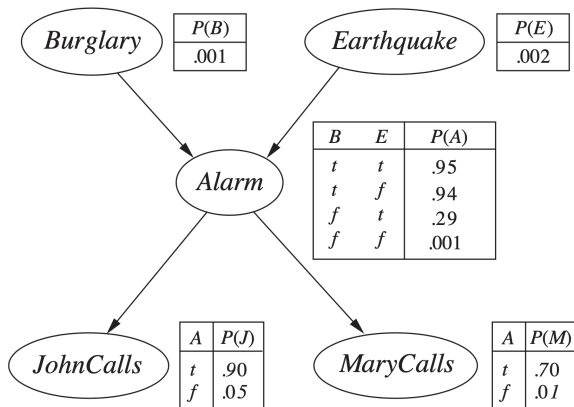 Burglary
P(B)
.001
Earthquake
P(E)
.002
Alarm
B E P(A)
t t .95
t f .94
f t .29
f f .001
JohnCalls
A P(J)
t .90
f .05
MaryCalls
A P(M)
t .70
f .01